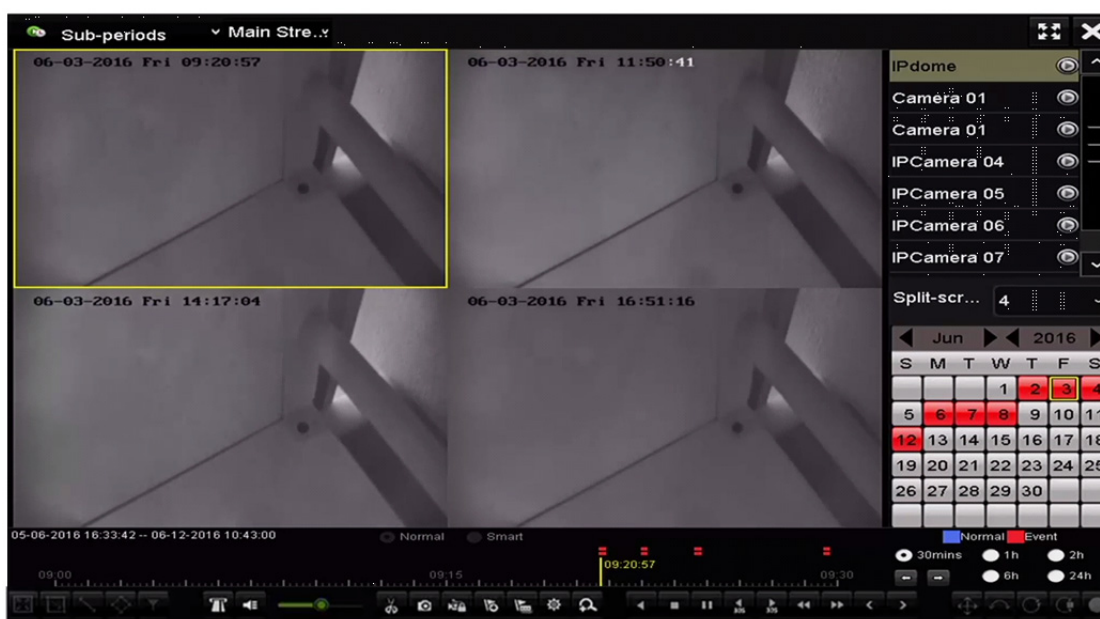 Sub-periods Main Stre...
06-03-2016 Fri 09:20:57
06-03-2016 Fri 11:50:41
06-03-2016 Fri 14:17:04
06-03-2016 Fri 16:51:16
IPdome
Camera 01
Camera 01
IPCamera 04
IPCamera 05
IPCamera 06
IPCamera 07
Split-scr... 4
Jun 2016
S M T W T F S
1 2 3 4
5 6 7 8 9 10 11
12 13 14 15 16 17 18
19 20 21 22 23 24 25
26 27 28 29 30
05-06-2016 16:33:42 -- 06-12-2016 10:43:00 Normal Smart
Normal Event
30mins 1h 2h
6h 24h
09:20:57
09:00 09:15 09:30